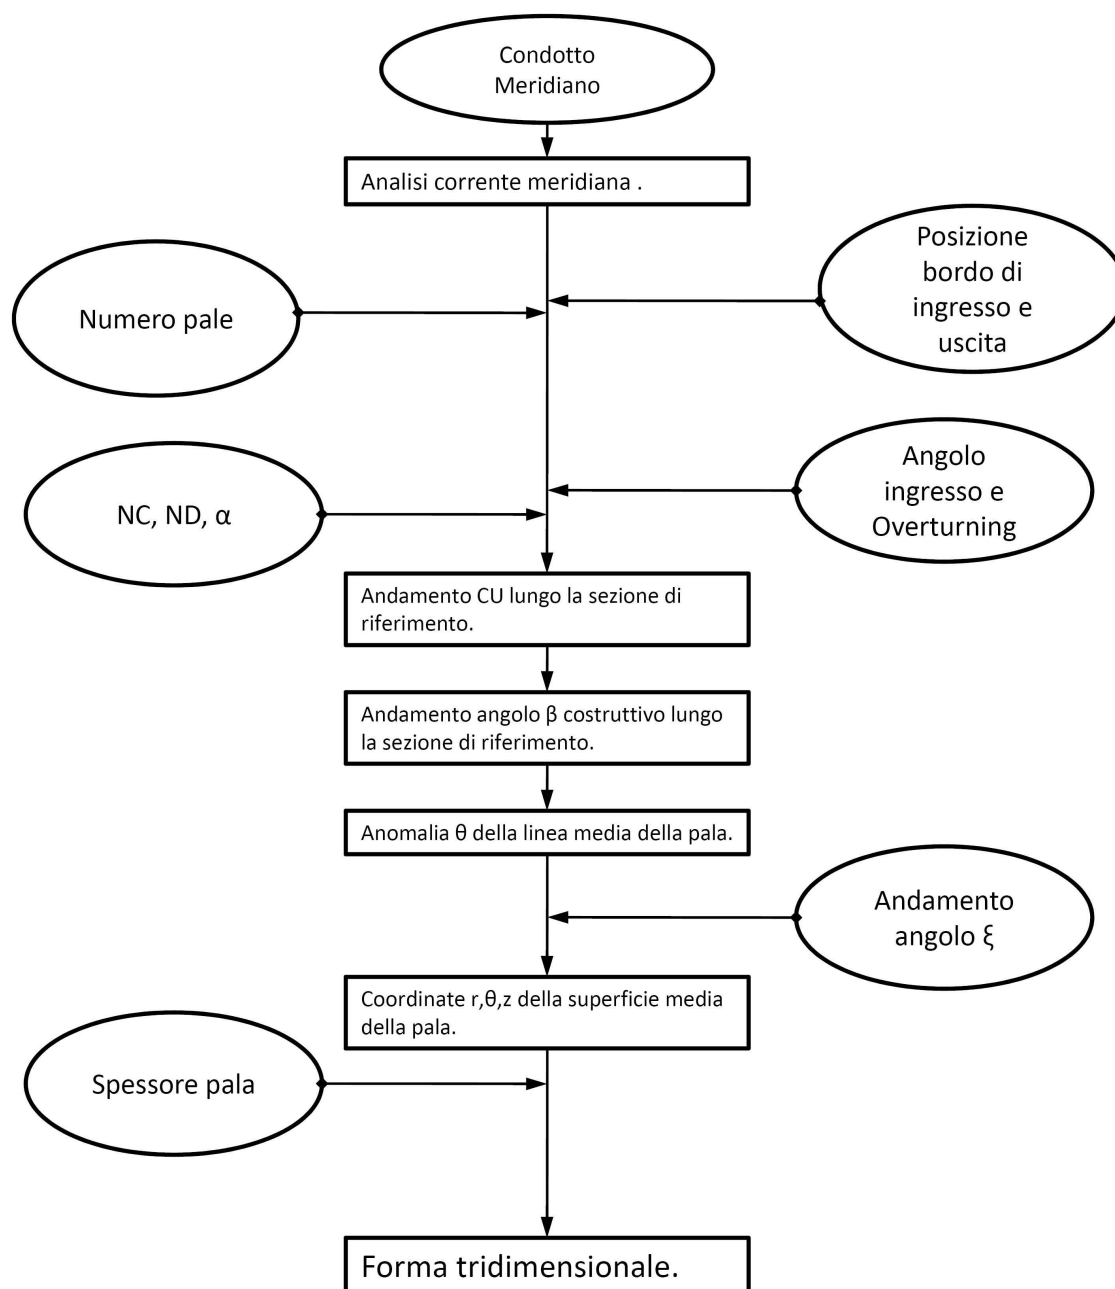 Condotto
Meridiano
Analisi corrente meridiana .
Posizione
bordo di
ingresso e
uscita
Numero pale
Angolo
ingresso e
Overturning
NC, ND, α
Andamento CU lungo la sezione di
riferimento.
Andamento angolo β costruttivo lungo
la sezione di riferimento.
Anomalia θ della linea media della pala.
Andamento
angolo ξ
Coordinate r,θ,z della superficie media
della pala.
Spessore pala
Forma tridimensionale.